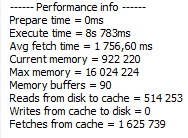 ------ Performance info ------
Prepare time = 0ms
Execute time = 8s 783ms
Avg fetch time = 1 756,60 ms
Current memory = 922 220
Max memory = 16 024 224
Memory buffers = 90
Reads from disk to cache = 514 253
Writes from cache to disk = 0
Fetches from cache = 1 625 739